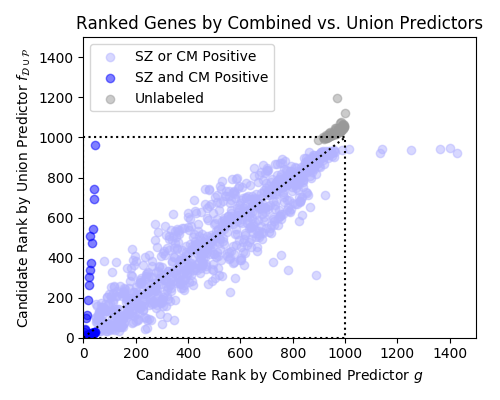 Ranked Genes by Combined vs. Union Predictors
SZ or CM Positive
SZ and CM Positive
Unlabeled
Candidate Rank by Union Predictor f_{𝒟∪𝒫}
1400
1200
1000
800
600
400
200
0
0 200 400 600 800 1000 1200 1400
Candidate Rank by Combined Predictor g